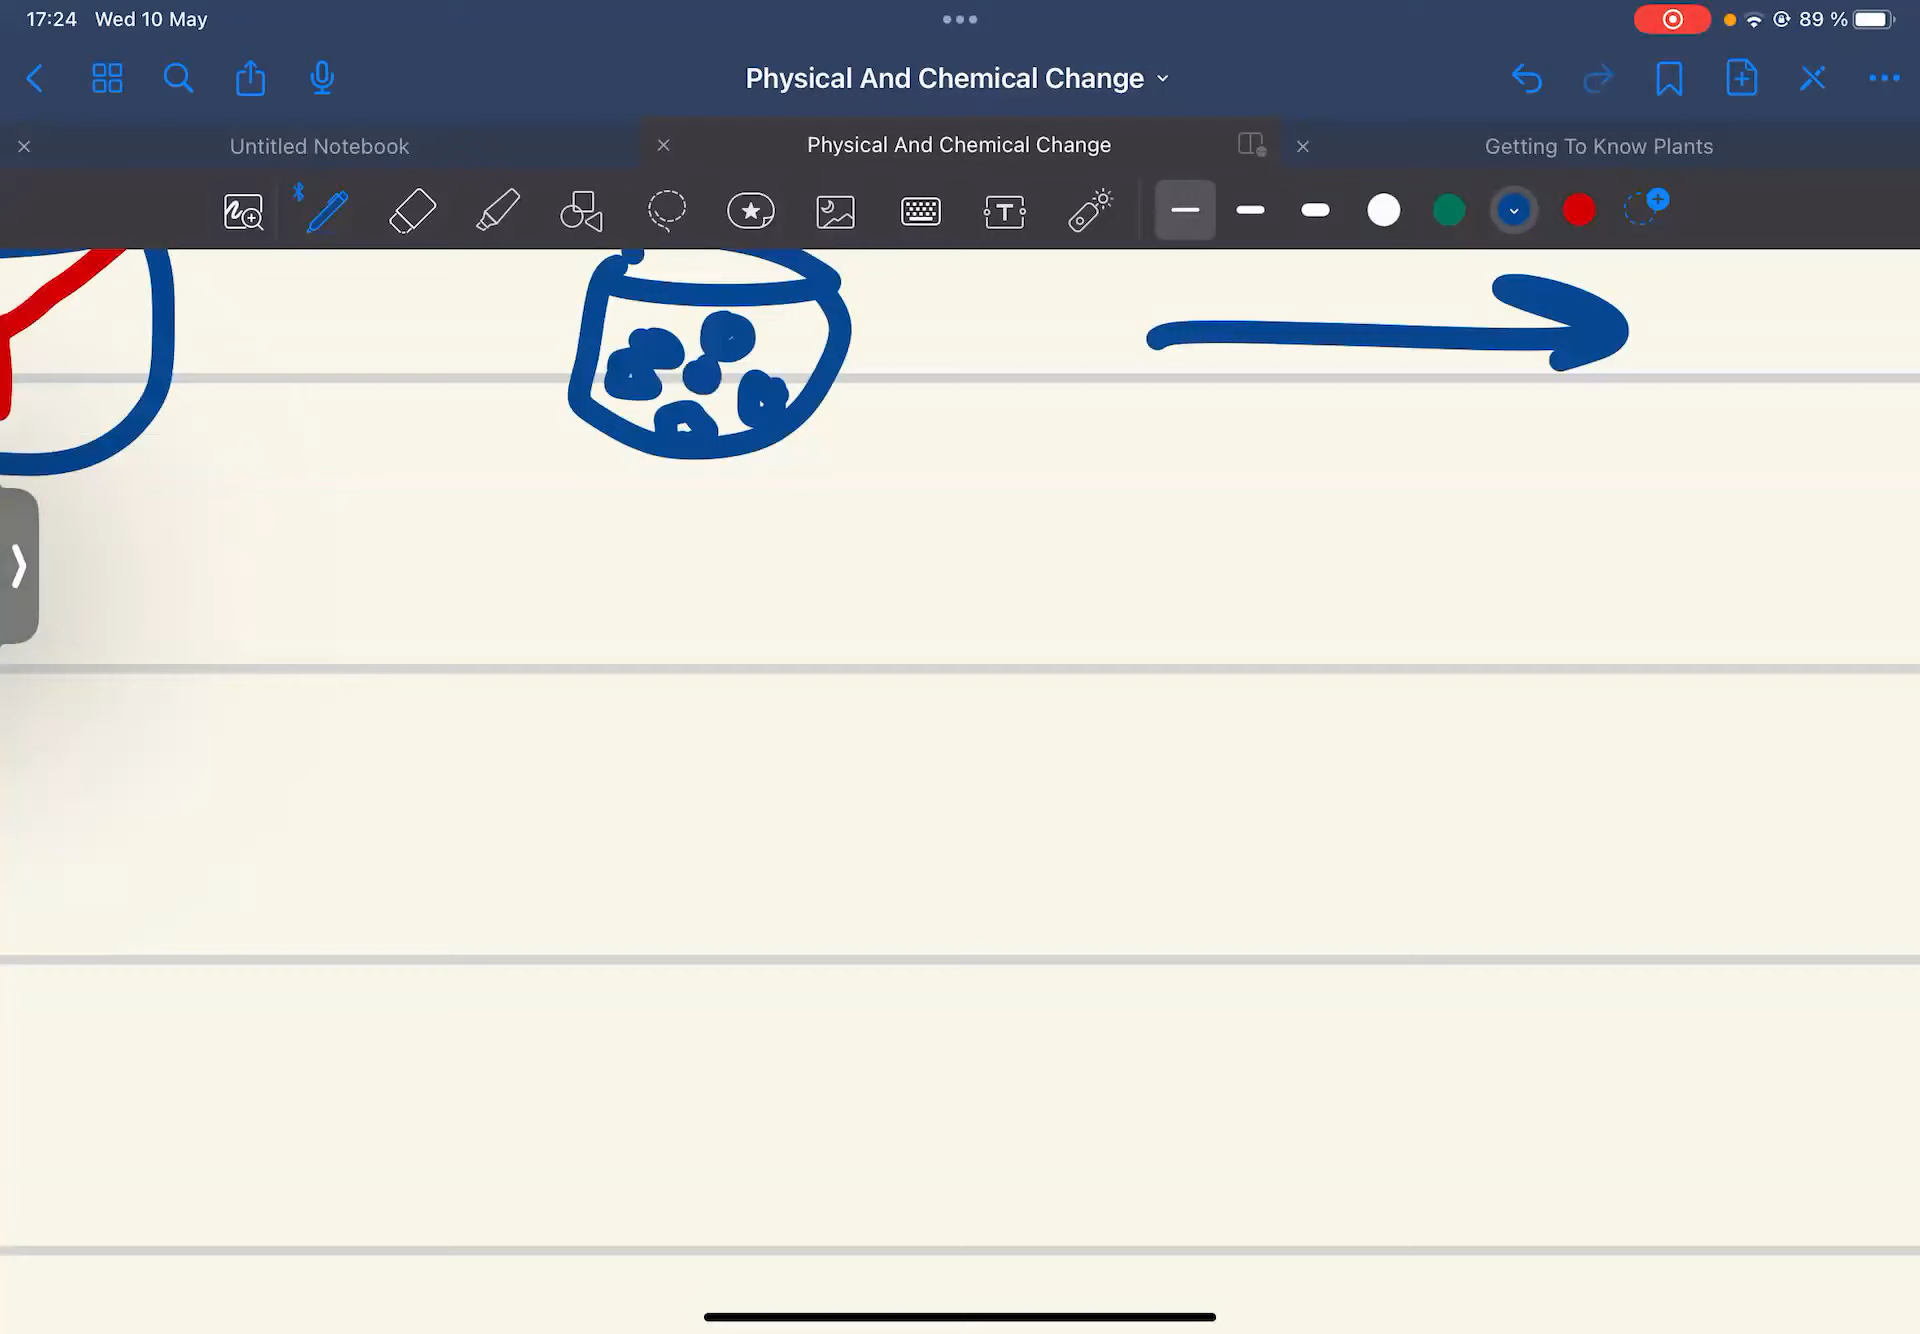 17:24 Wed 10 May
89 %
Physical And Chemical Change
Untitled Notebook
Physical And Chemical Change
Getting To Know Plants
T